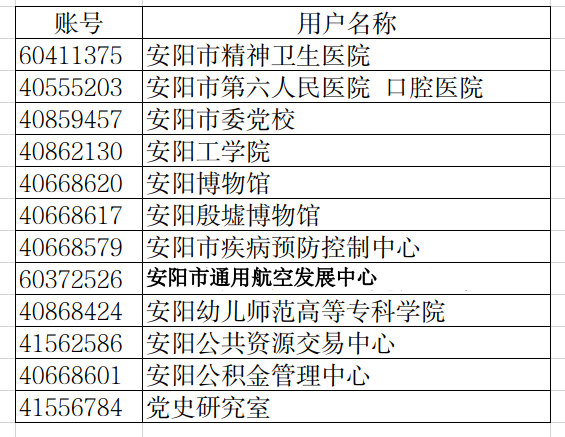 账号 用户名称
60411375 安阳市精神卫生医院
40555203 安阳市第六人民医院 口腔医院
40859457 安阳市委党校
40862130 安阳工学院
40668620 安阳博物馆
40668617 安阳殷墟博物馆
40668579 安阳市疾病预防控制中心
60372526 安阳市通用航空发展中心
40868424 安阳幼儿师范高等专科学院
41562586 安阳公共资源交易中心
40668601 安阳公积金管理中心
41556784 党史研究室